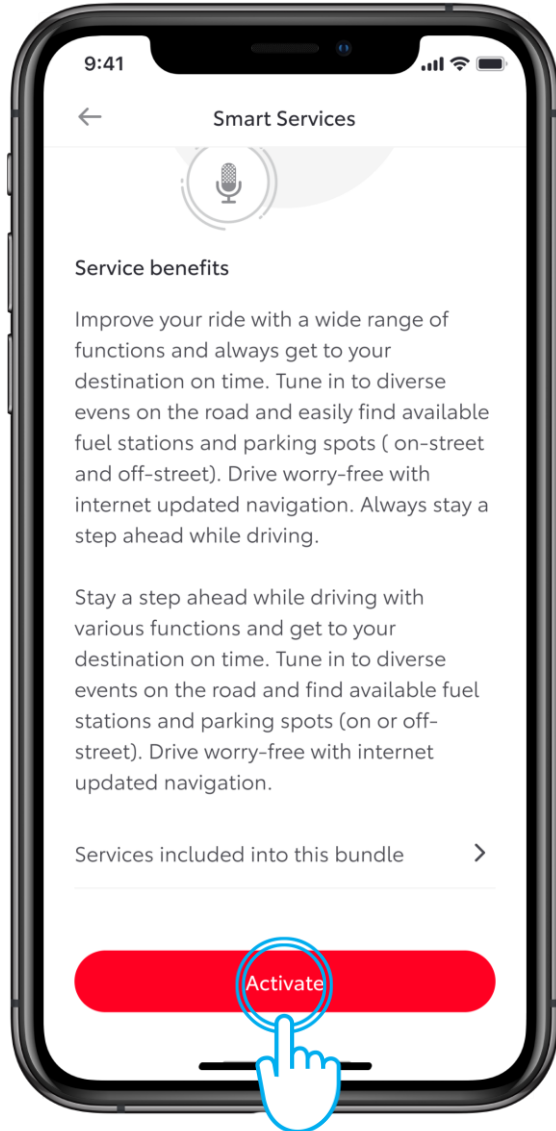 9:41
Smart Services
Service benefits
Improve your ride with a wide range of
functions and always get to your
destination on time. Tune in to diverse
evens on the road and easily find available
fuel stations and parking spots ( on-street
and off-street). Drive worry-free with
internet updated navigation. Always stay a
step ahead while driving.
Stay a step ahead while driving with
various functions and get to your
destination on time. Tune in to diverse
events on the road and find available fuel
stations and parking spots (on or off-
street). Drive worry-free with internet
updated navigation.
Services included into this bundle
Activate